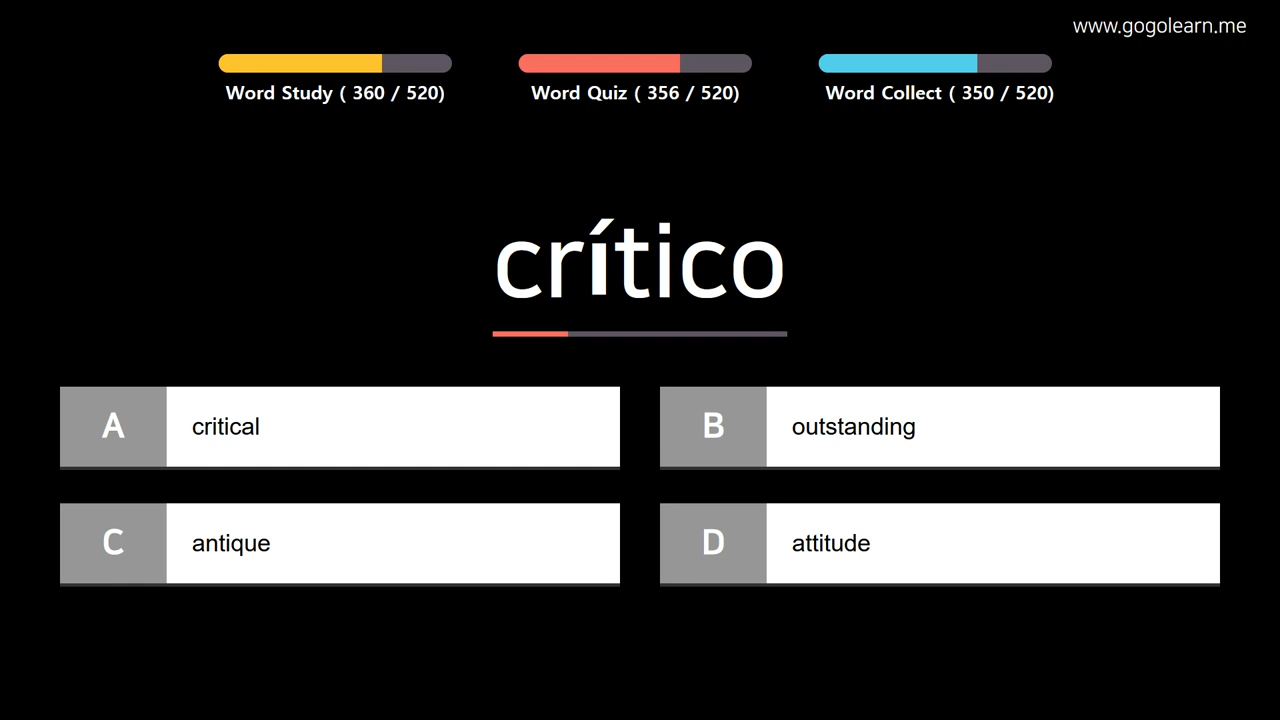 www.gogolearn.me
Word Study ( 360 / 520)
Word Quiz ( 356 / 520)
Word Collect ( 350 / 520)
crítico
A critical
B outstanding
C antique
D attitude